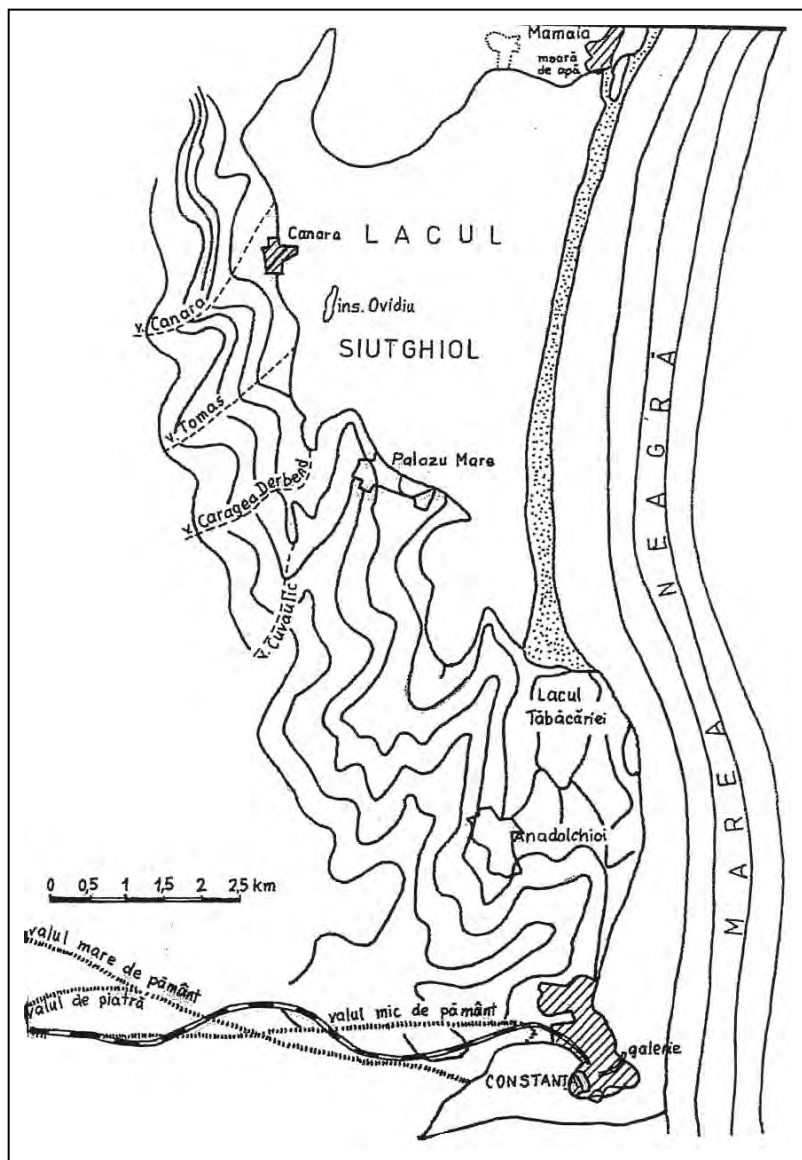 Mamaia
moară
de apă
LACUL
Canara
ins. Ovidiu
SIUTGHIOL
v. Canara
v. Tomas
Palazu Mare
v. Caragea Derbend
v. Cuvăulic
NEAGRĂ
Lacul
Tăbăcăriei
Anadolchioi
MAREA
0 0,5 1 1,5 2 2,5 km
valul mare de pământ
valul de piatră
valul mic de pământ
galerie
CONSTANȚ